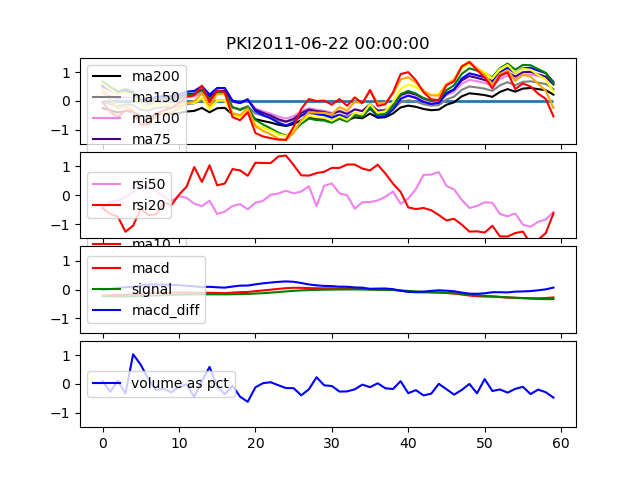 PKI2011-06-22 00:00:00
1
0
−1
ma200
ma150
ma100
ma75
1
0
−1
rsi50
rsi20
ma10
1
0
−1
macd
signal
macd_diff
1
0
−1
volume as pct
0 10 20 30 40 50 60